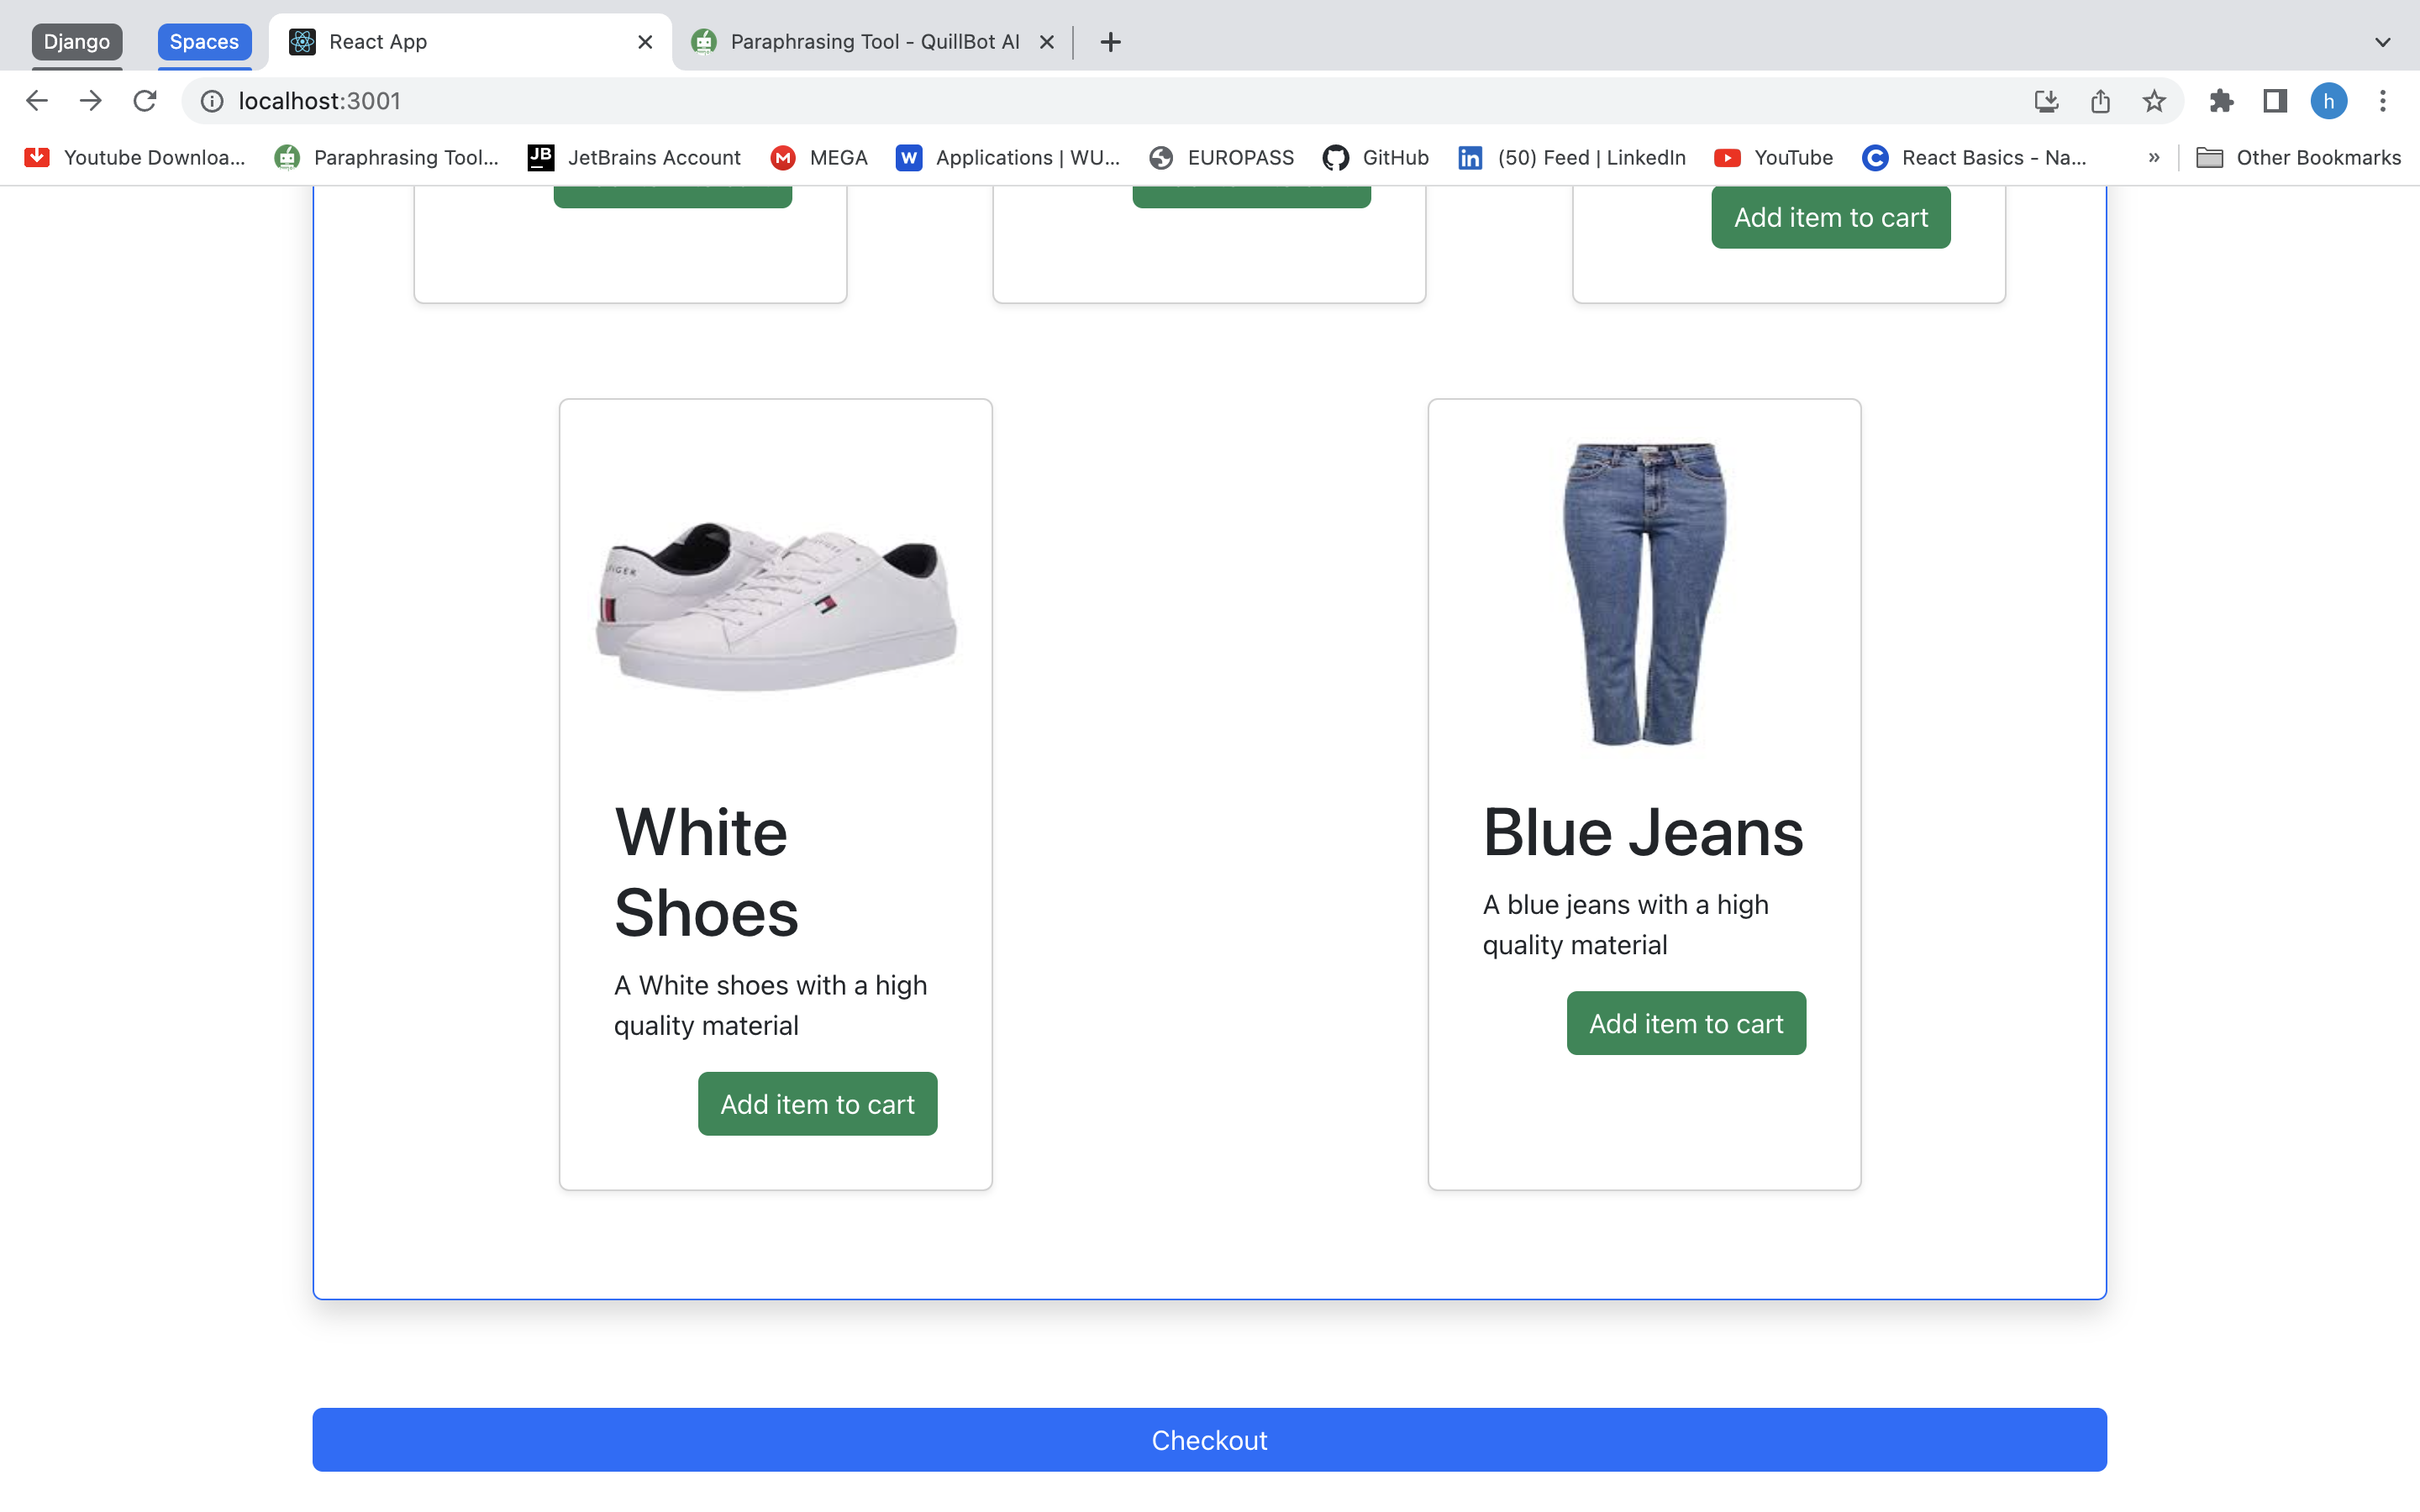 Django
Spaces
React App
Paraphrasing Tool - QuillBot AI
localhost:3001
h
Youtube Downloa...
Paraphrasing Tool...
JB JetBrains Account
M MEGA
W Applications | WU...
EUROPASS
GitHub
in (50) Feed | LinkedIn
YouTube
C React Basics - Na...
»
Other Bookmarks
Add item to cart
White
Shoes
A White shoes with a high
quality material
Add item to cart
Blue Jeans
A blue jeans with a high
quality material
Add item to cart
Checkout